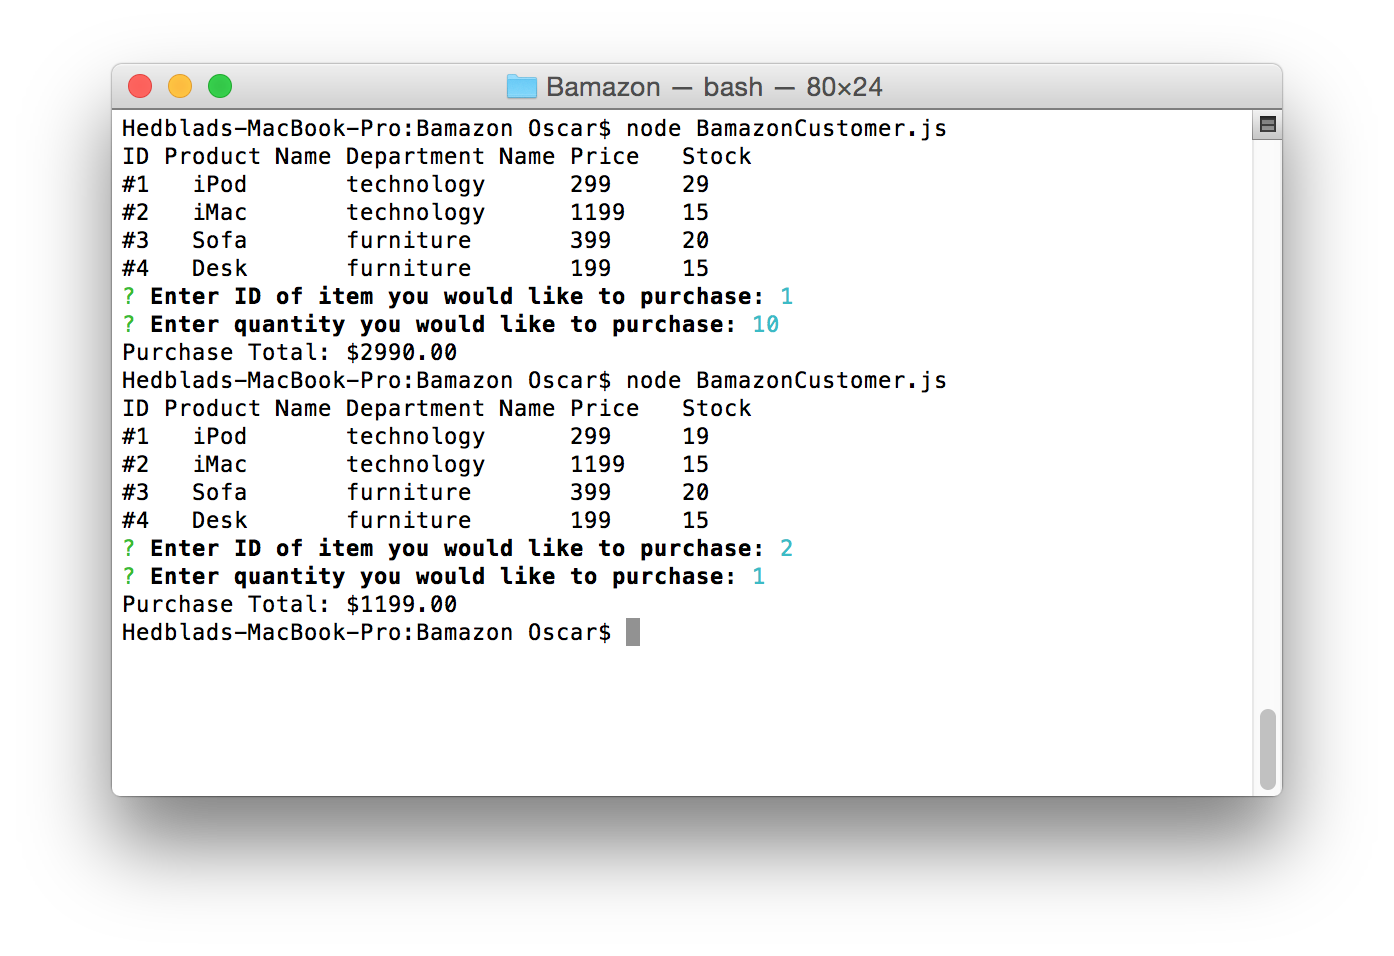 Bamazon — bash — 80×24
Hedblads-MacBook-Pro:Bamazon Oscar$ node BamazonCustomer.js
ID Product Name Department Name Price   Stock
#1   iPod       technology      299     29
#2   iMac       technology      1199    15
#3   Sofa       furniture       399     20
#4   Desk       furniture       199     15
? Enter ID of item you would like to purchase: 1
? Enter quantity you would like to purchase: 10
Purchase Total: $2990.00
Hedblads-MacBook-Pro:Bamazon Oscar$ node BamazonCustomer.js
ID Product Name Department Name Price   Stock
#1   iPod       technology      299     19
#2   iMac       technology      1199    15
#3   Sofa       furniture       399     20
#4   Desk       furniture       199     15
? Enter ID of item you would like to purchase: 2
? Enter quantity you would like to purchase: 1
Purchase Total: $1199.00
Hedblads-MacBook-Pro:Bamazon Oscar$